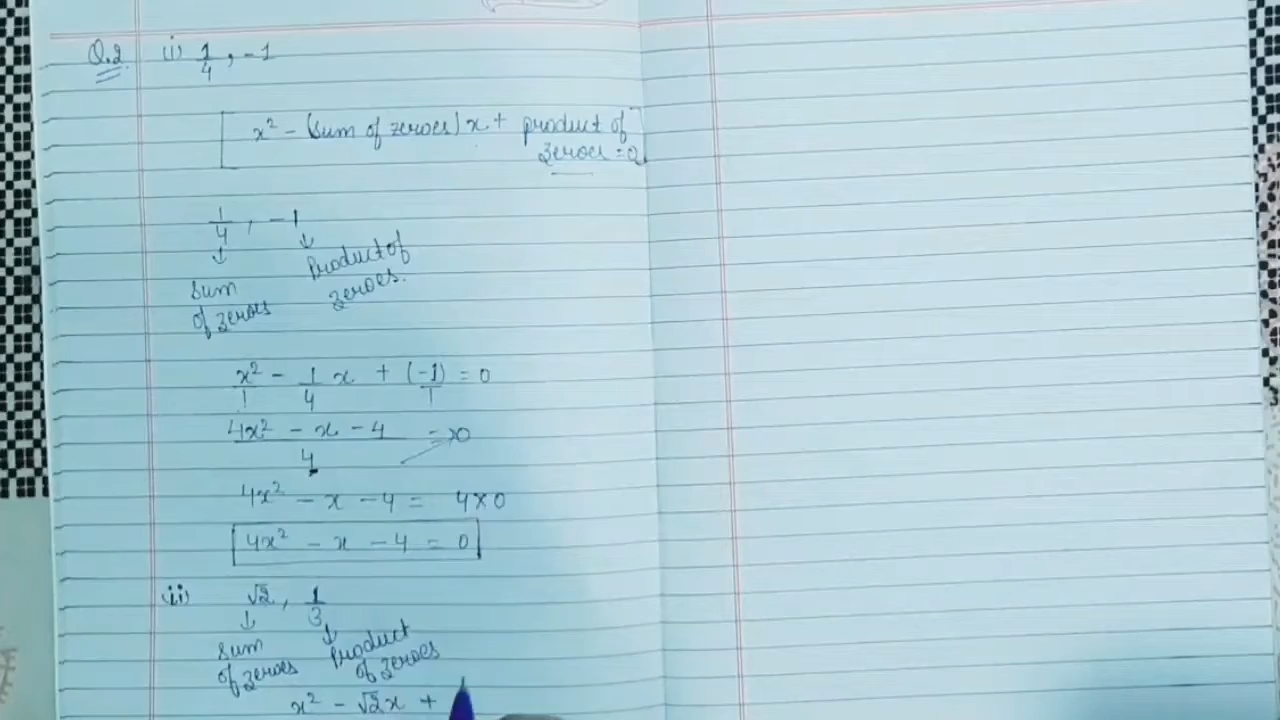 Q.2 (i) 1/4, -1
x² - (Sum of zeroes) x + product of
zeroes = 0
1/4, -1
↓ ↓
Sum Product of
of zeroes zeroes.
x²/1 - 1/4 x + (-1)/1 = 0
4x² - x - 4 = 0
4
4x² - x - 4 = 4×0
4x² - x - 4 = 0
ii) √2, 1/3
↓ ↓
Sum Product
of zeroes of zeroes
x² - √2x +